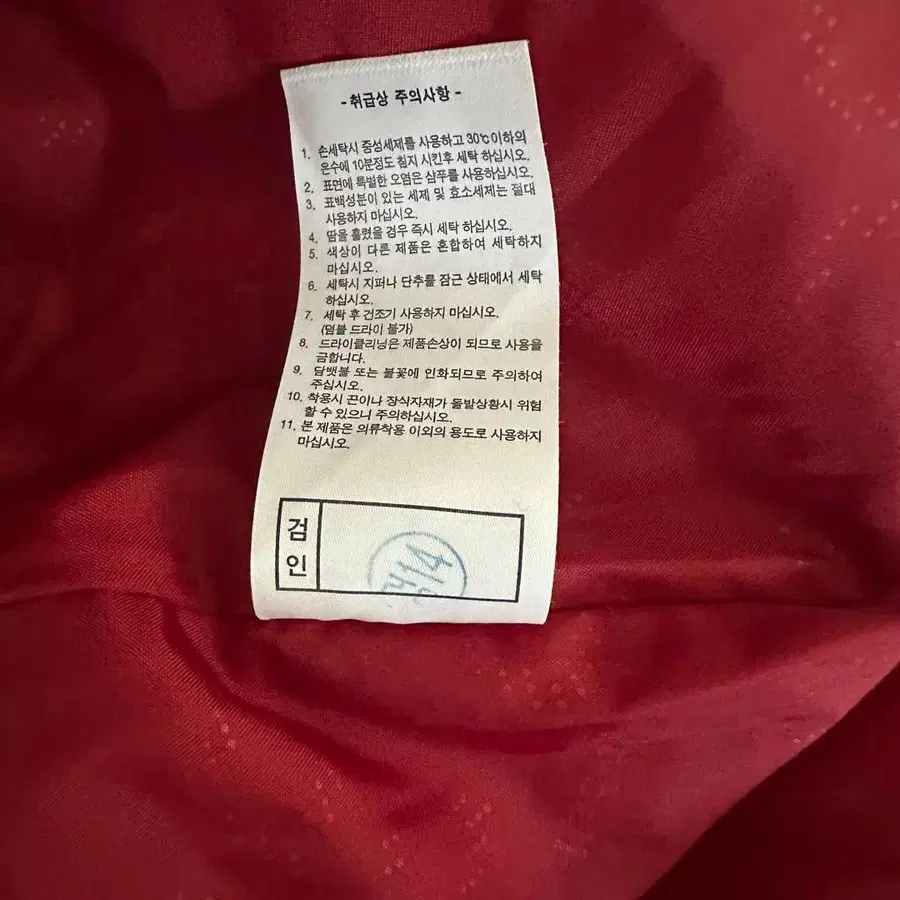 - 취급상 주의사항 -
1. 손세탁시 중성세제를 사용하고 30℃이하의
온수에 10분정도 침지 시킨후 세탁 하십시오.
2. 표면에 특별한 오염은 샴푸를 사용하십시오.
3. 표백성분이 있는 세제 및 효소세제는 절대
사용하지 마십시오.
4. 땀을 흘렸을 경우 즉시 세탁 하십시오.
5. 색상이 다른 제품은 혼합하여 세탁하지
마십시오.
6. 세탁시 지퍼나 단추를 잠근 상태에서 세탁
하십시오.
7. 세탁 후 건조기 사용하지 마십시오.
(덤블 드라이 불가)
8. 드라이클리닝은 제품손상이 되므로 사용을
금합니다.
9. 담뱃불 또는 불꽃에 인화되므로 주의하여
주십시오.
10. 착용시 끈이나 장식자재가 돌발상황시 위험
할 수 있으니 주의하십시오.
11. 본 제품은 의류착용 이외의 용도로 사용하지
마십시오.
검
인